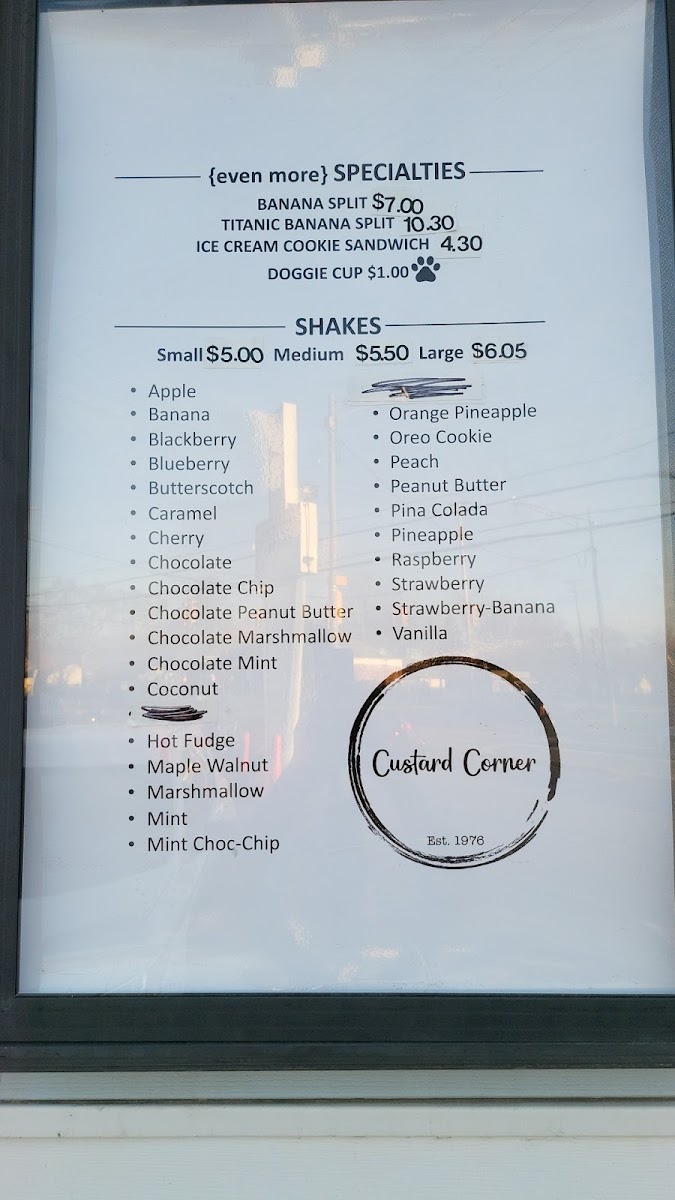 {even more} SPECIALTIES
BANANA SPLIT $7.00
TITANIC BANANA SPLIT 10.30
ICE CREAM COOKIE SANDWICH 4.30
DOGGIE CUP $1.00
SHAKES
Small $5.00 Medium $5.50 Large $6.05
• Apple
• Banana
• Blackberry
• Blueberry
• Butterscotch
• Caramel
• Cherry
• Chocolate
• Chocolate Chip
• Chocolate Peanut Butter
• Chocolate Marshmallow
• Chocolate Mint
• Coconut
• Hot Fudge
• Maple Walnut
• Marshmallow
• Mint
• Mint Choc-Chip
• Orange Pineapple
• Oreo Cookie
• Peach
• Peanut Butter
• Pina Colada
• Pineapple
• Raspberry
• Strawberry
• Strawberry-Banana
• Vanilla
Custard Corner
Est. 1976